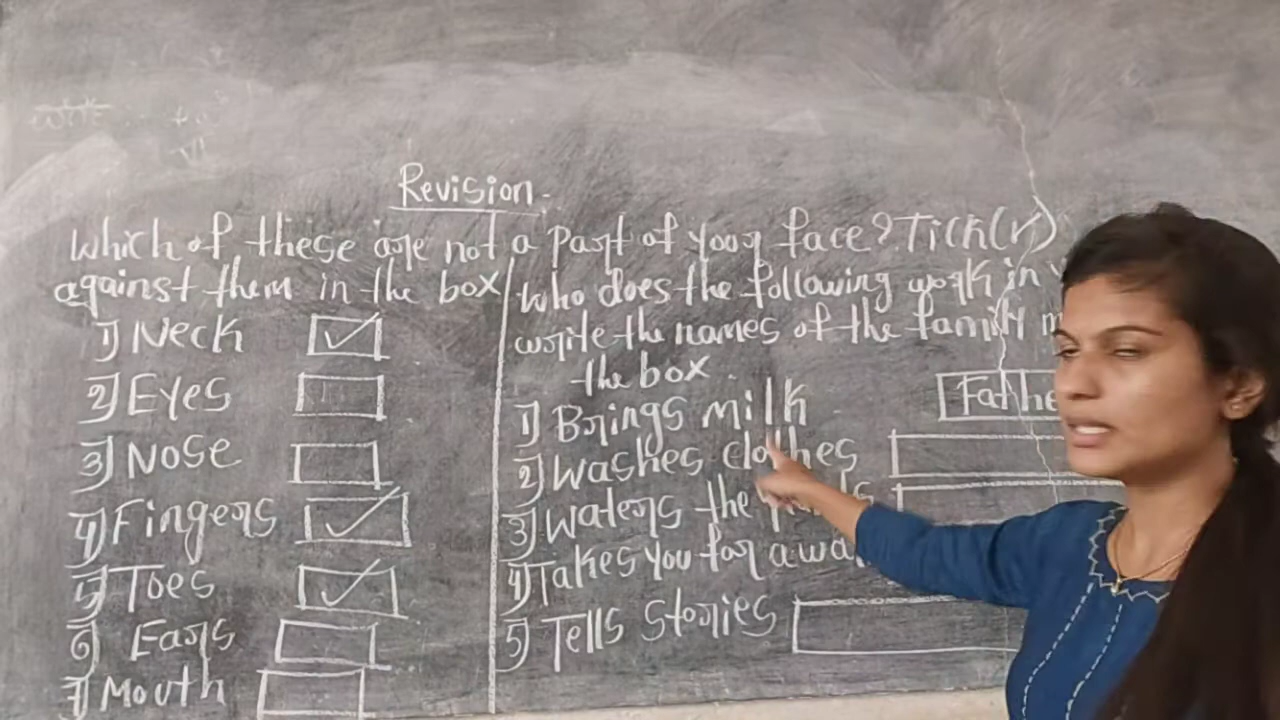 Revision.
Which of these are not a part of your face? Tick(✓)
against them in the box
1) Neck ✓
2) Eyes
3) Nose
4) Fingers ✓
5) Toes ✓
6) Ears
7) Mouth
Who does the following work in
write the names of the family
the box.
1) Brings milk Fathe
2) Washes clothes
3) Waters the
4) Takes you for a
5) Tells Stories